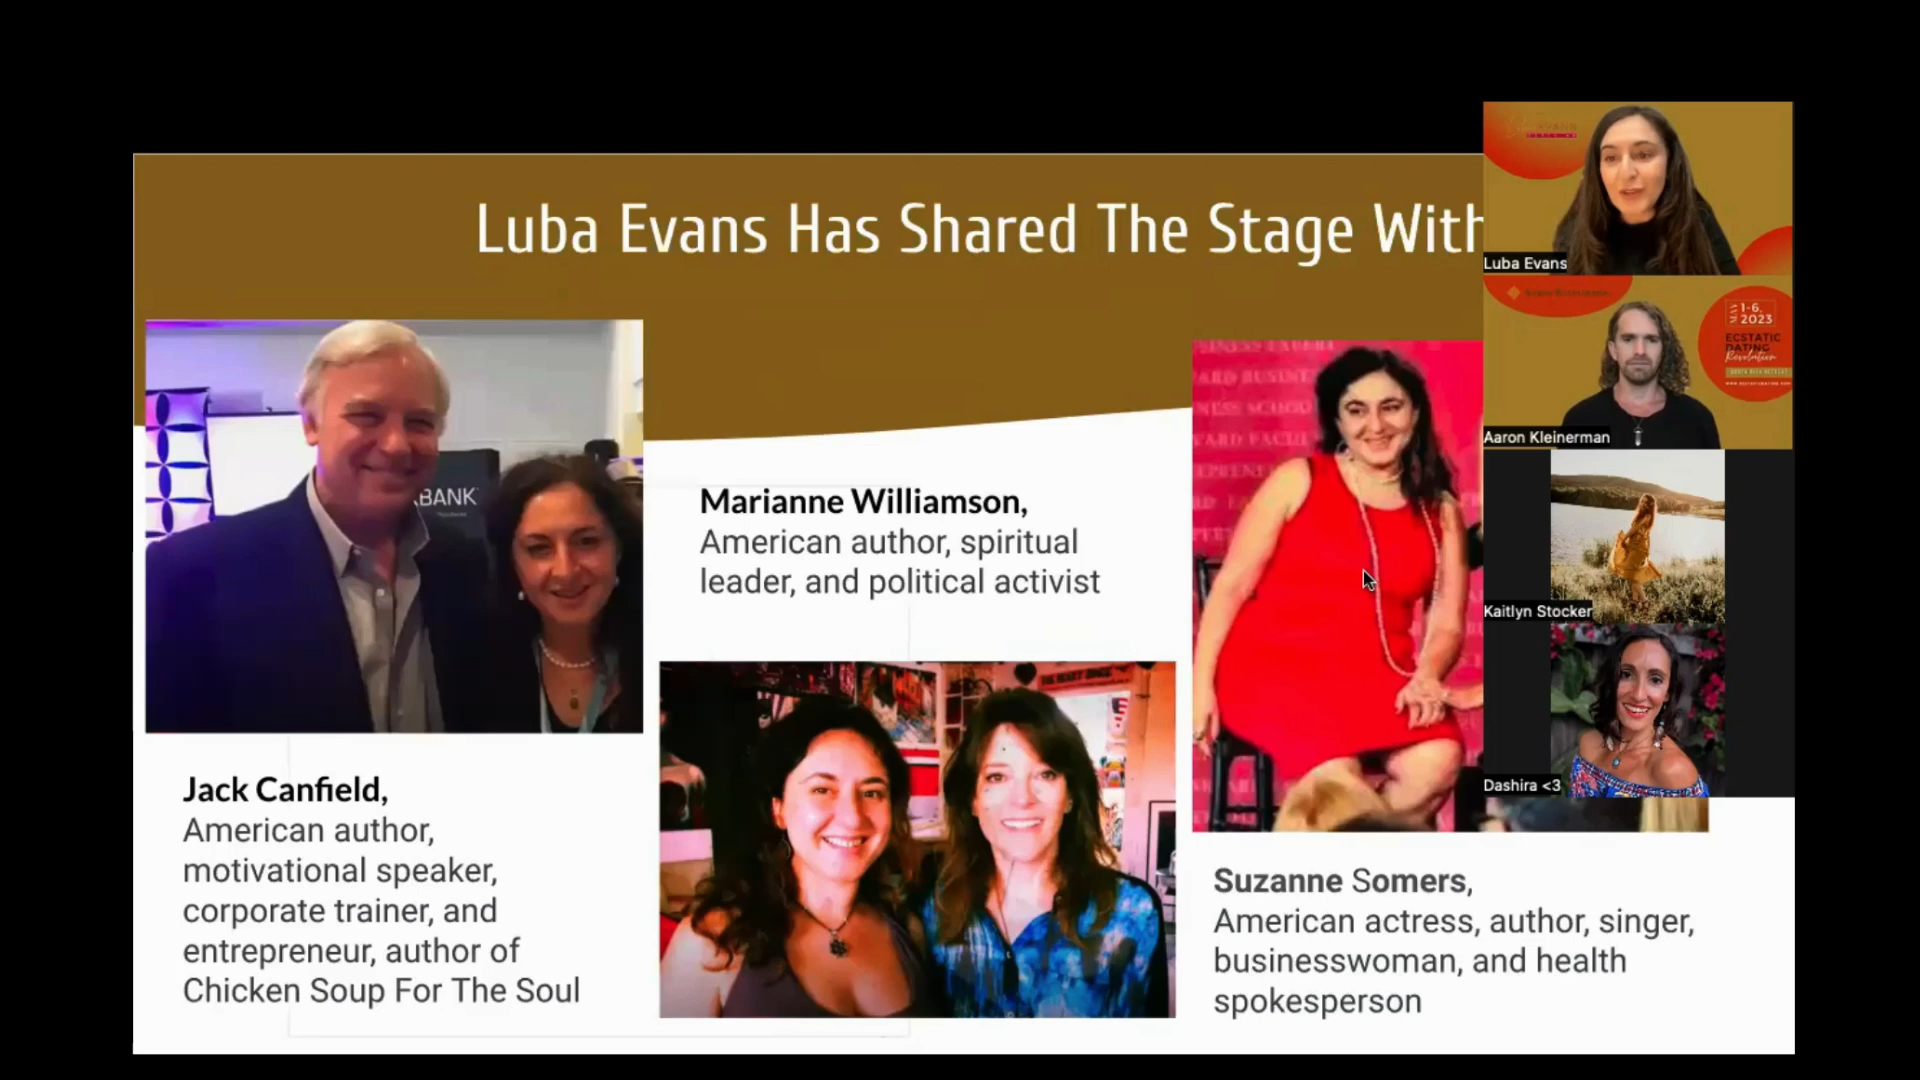 Luba Evans Has Shared The Stage With
Luba Evans
MAY 1-6,
2023
ECSTATIC
DATING
Revolution
Aaron Kleinerman
BANK
Marianne Williamson,
American author, spiritual
leader, and political activist
Kaitlyn Stocker
Dashira <3
Jack Canfield,
American author,
motivational speaker,
corporate trainer, and
entrepreneur, author of
Chicken Soup For The Soul
Suzanne Somers,
American actress, author, singer,
businesswoman, and health
spokesperson